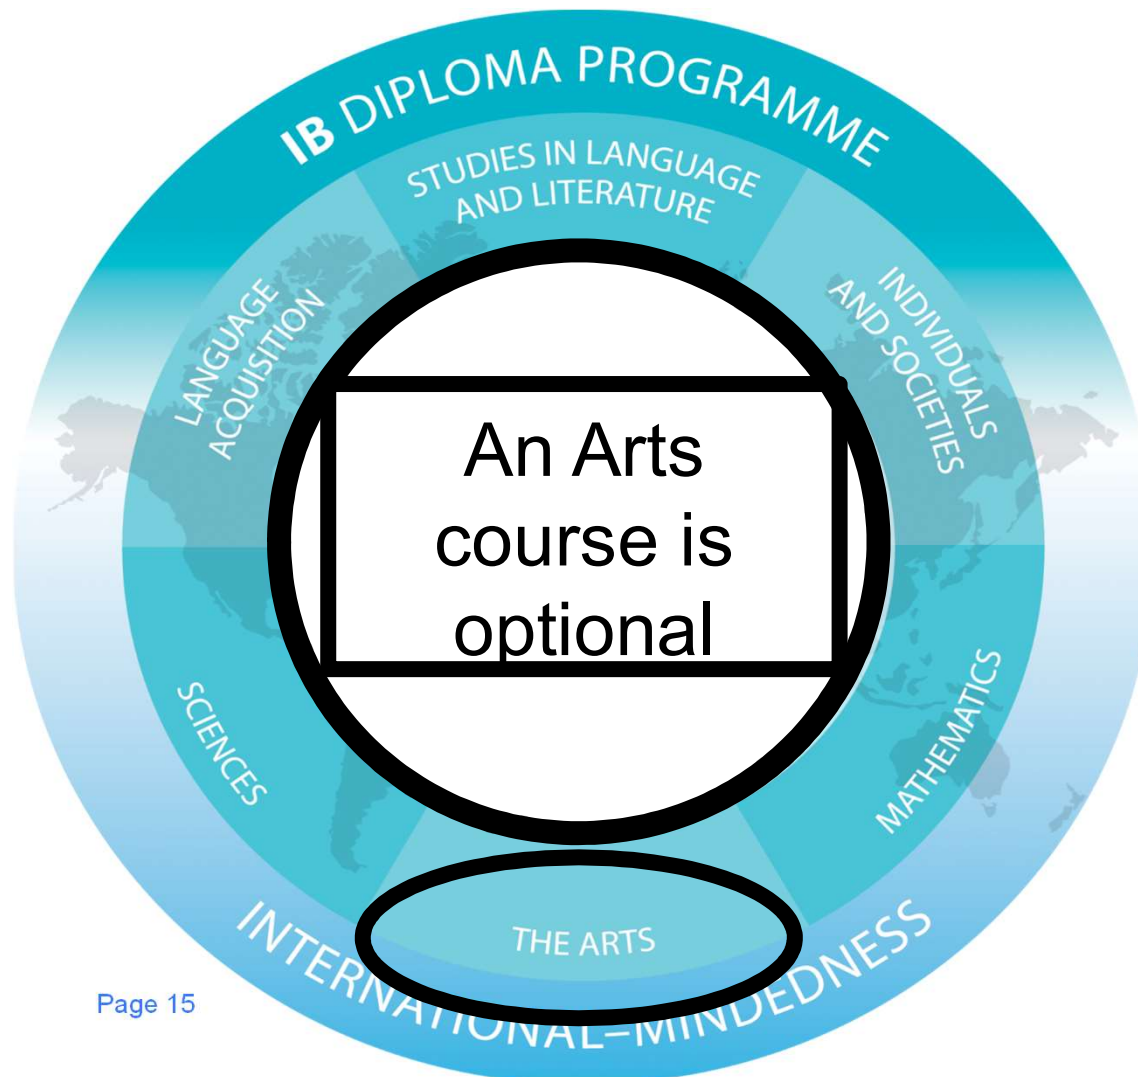 IB DIPLOMA PROGRAMME
STUDIES IN LANGUAGE
AND LITERATURE
LANGUAGE
ACQUISITION
INDIVIDUALS
AND SOCIETIES
An Arts
course is
optional
SCIENCES
MATHEMATICS
THE ARTS
INTERNATIONAL–MINDEDNESS
Page 15